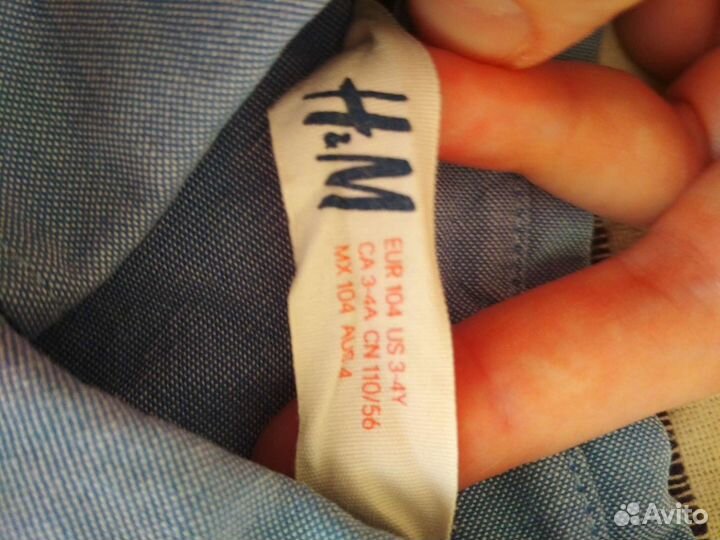 H&M
EUR 104 US 3-4Y
CA 3-4A CN 110/56
MX 104 AUS 4
Avito